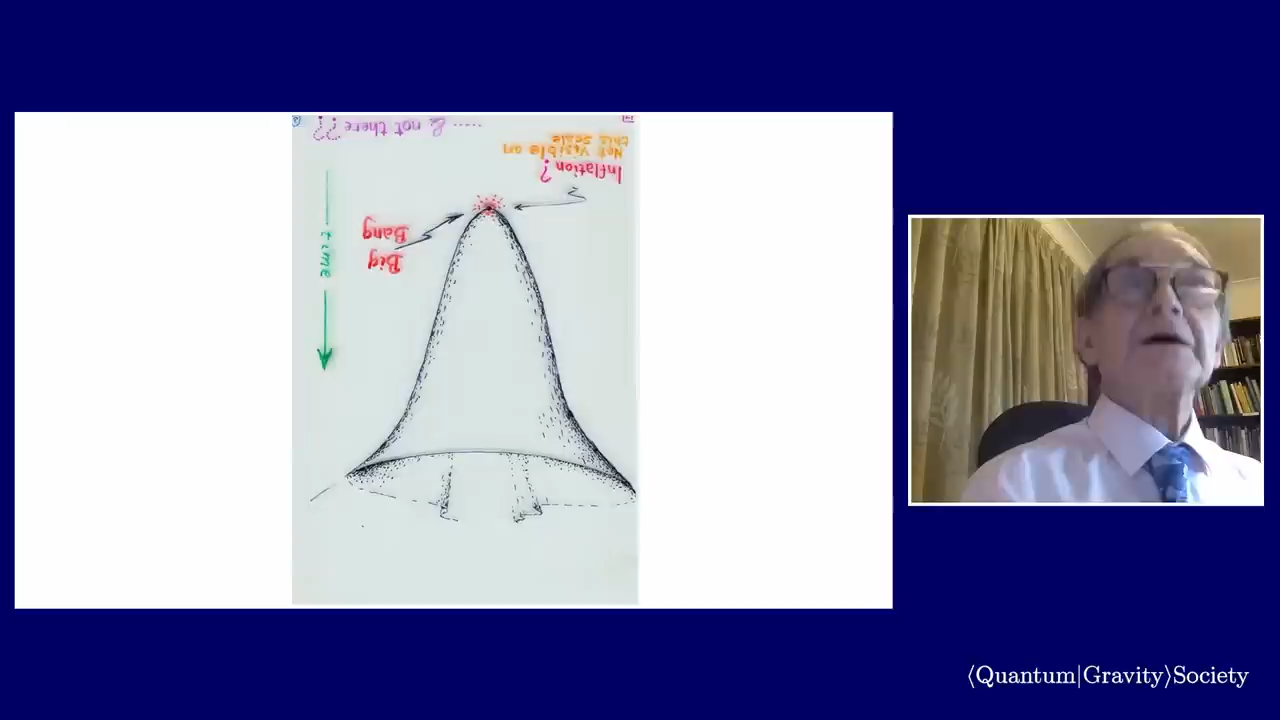 time
Big
Bang
Inflation?
Not visible on
this scale
..... & not there??
⟨Quantum|Gravity⟩Society